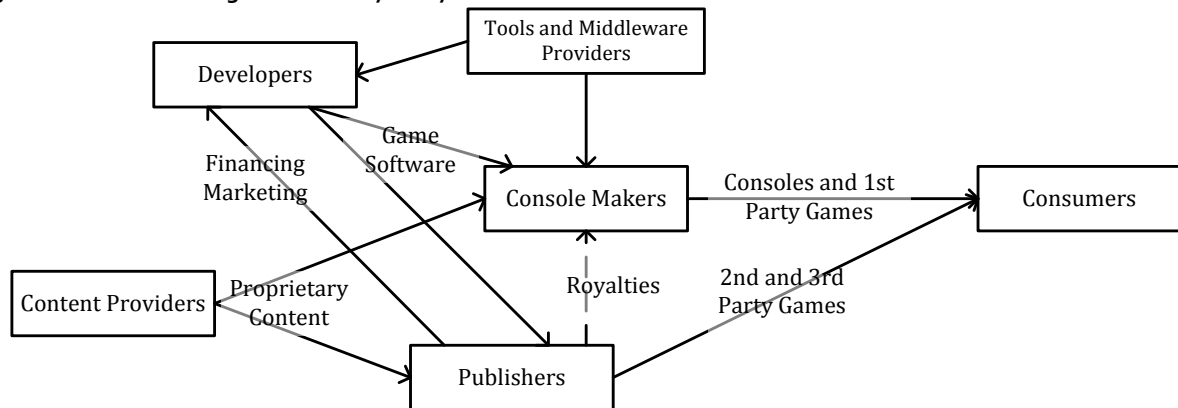 Tools and Middleware
Providers
Developers
Game
Software
Financing
Marketing
Console Makers
Consoles and 1st
Party Games
Consumers
Content Providers
Proprietary
Content
Royalties
2nd and 3rd
Party Games
Publishers